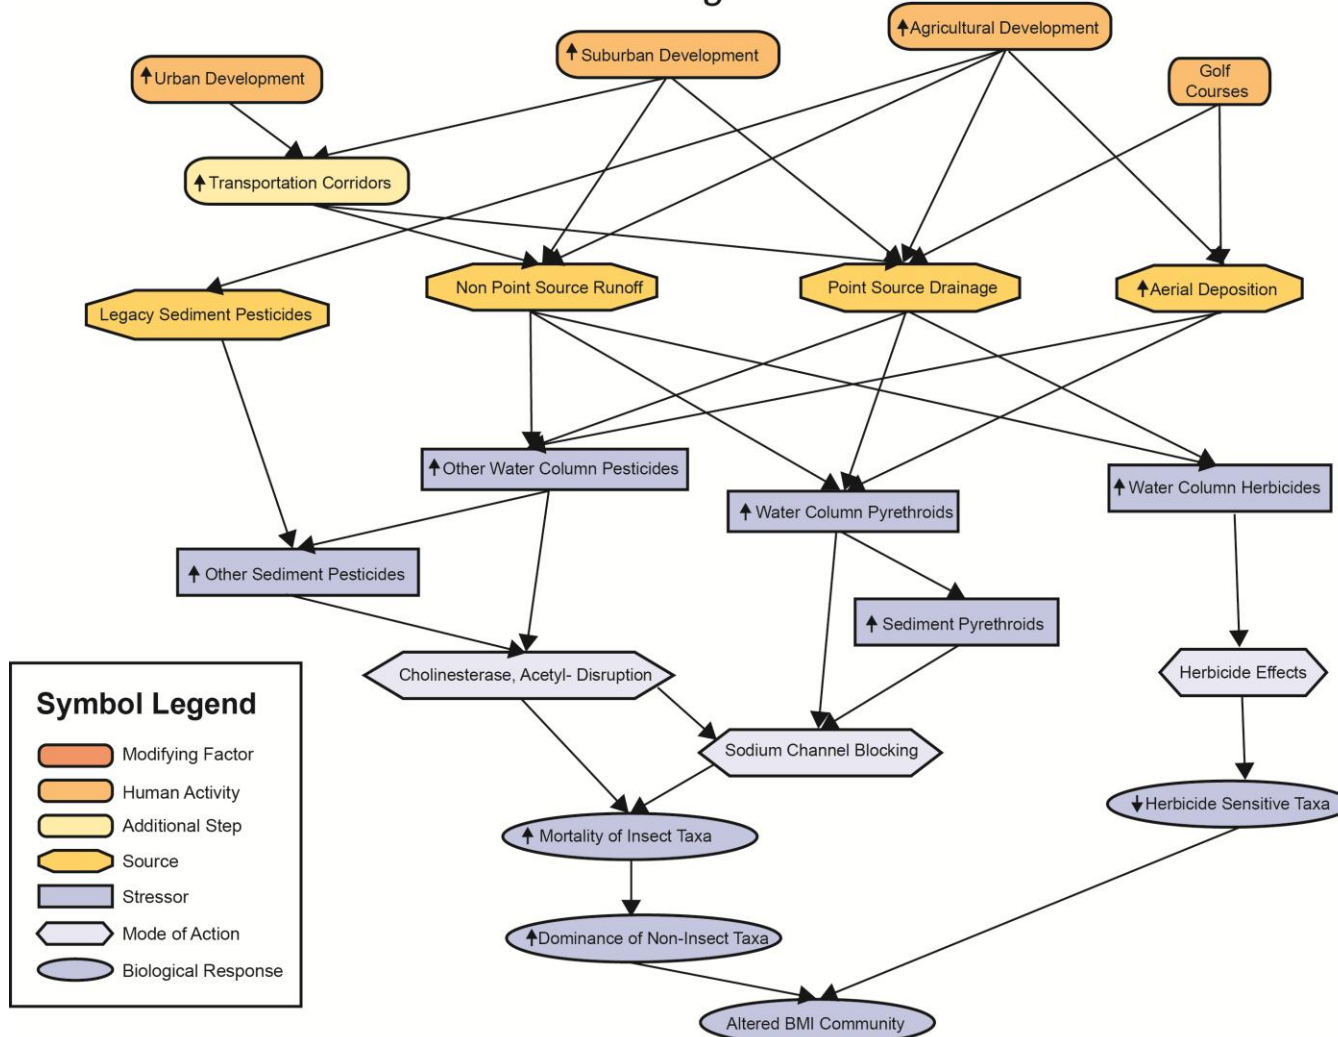 ↑Agricultural Development
↑ Suburban Development
↑Urban Development
Golf
Courses
↑Transportation Corridors
Non Point Source Runoff
Point Source Drainage
↑Aerial Deposition
Legacy Sediment Pesticides
↑Other Water Column Pesticides
↑ Water Column Pyrethroids
↑ Water Column Herbicides
↑ Other Sediment Pesticides
↑ Sediment Pyrethroids
Cholinesterase, Acetyl- Disruption
Herbicide Effects
Sodium Channel Blocking
↓Herbicide Sensitive Taxa
↑ Mortality of Insect Taxa
↑Dominance of Non-Insect Taxa
Altered BMI Community
Symbol Legend
Modifying Factor
Human Activity
Additional Step
Source
Stressor
Mode of Action
Biological Response